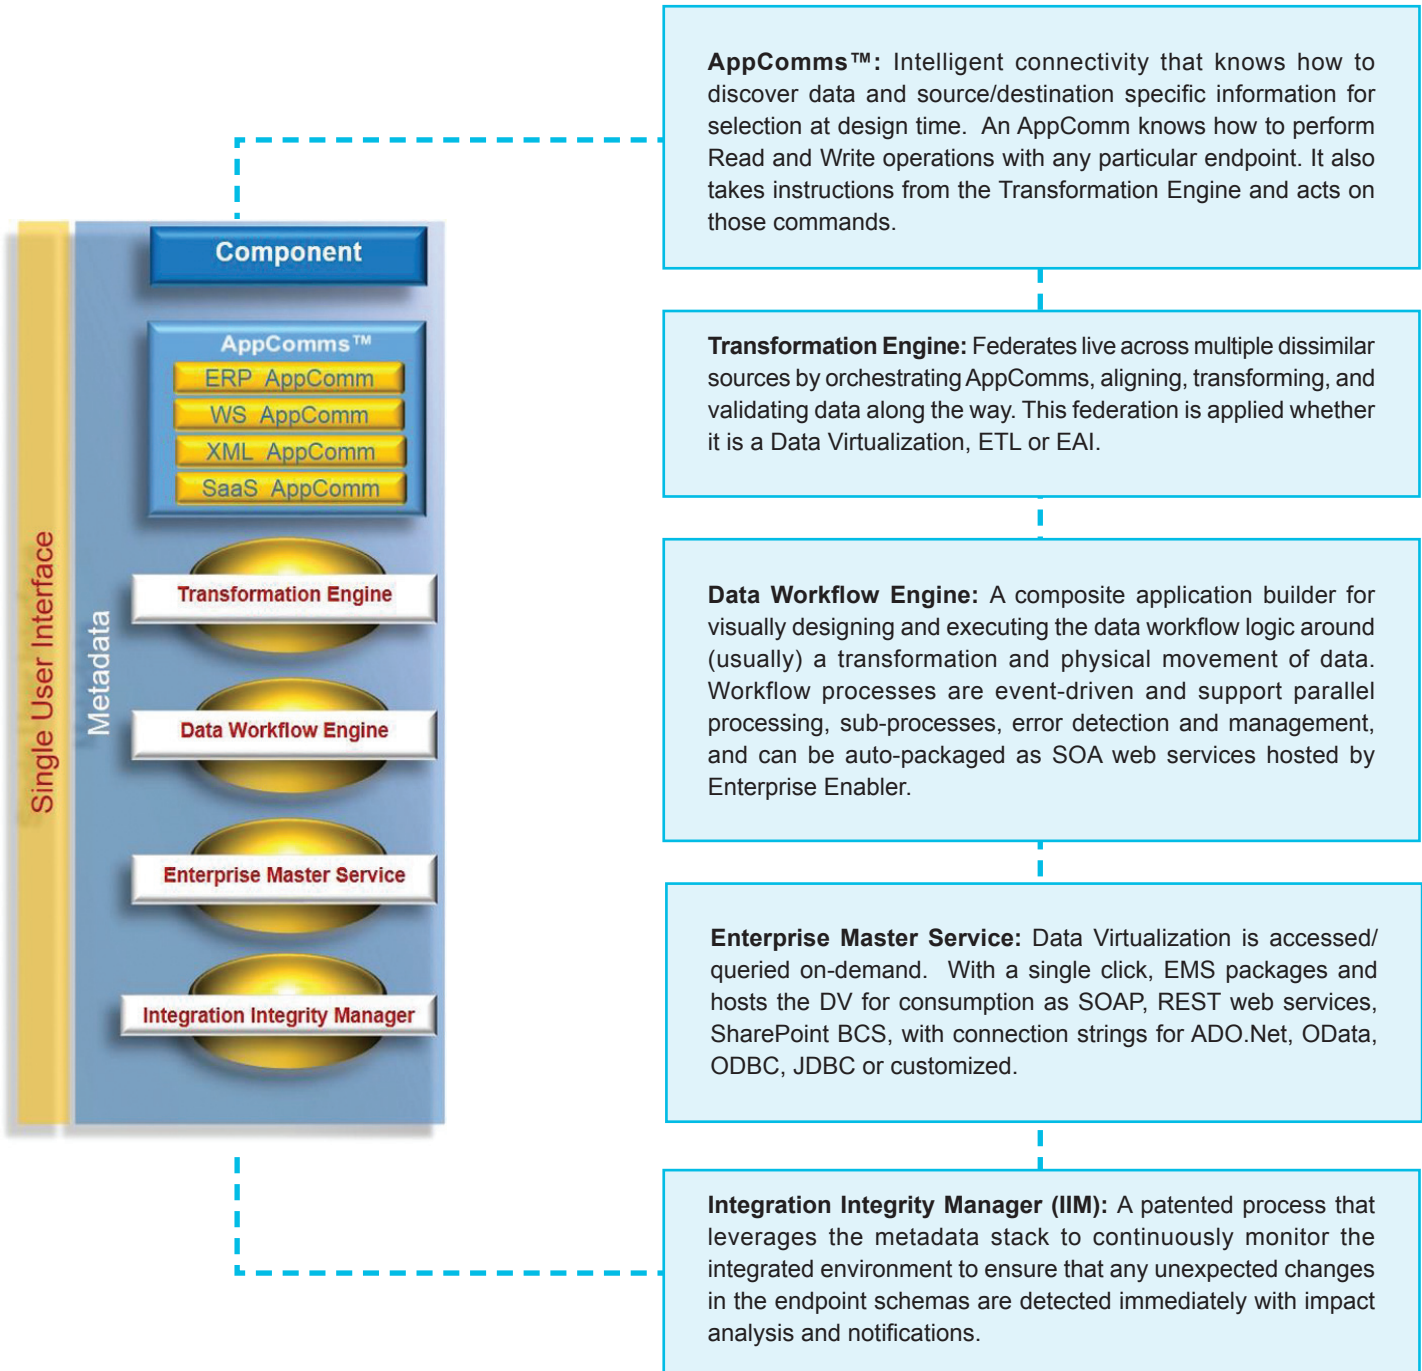 AppComms™: Intelligent connectivity that knows how to
discover data and source/destination specific information for
selection at design time. An AppComm knows how to perform
Read and Write operations with any particular endpoint. It also
takes instructions from the Transformation Engine and acts on
those commands.
Component
AppComms™
ERP AppComm
WS AppComm
XML AppComm
SaaS AppComm
Transformation Engine
Data Workflow Engine
Enterprise Master Service
Integration Integrity Manager
Single User Interface
Metadata
Transformation Engine: Federates live across multiple dissimilar
sources by orchestrating AppComms, aligning, transforming, and
validating data along the way. This federation is applied whether
it is a Data Virtualization, ETL or EAI.
Data Workflow Engine: A composite application builder for
visually designing and executing the data workflow logic around
(usually) a transformation and physical movement of data.
Workflow processes are event-driven and support parallel
processing, sub-processes, error detection and management,
and can be auto-packaged as SOA web services hosted by
Enterprise Enabler.
Enterprise Master Service: Data Virtualization is accessed/
queried on-demand. With a single click, EMS packages and
hosts the DV for consumption as SOAP, REST web services,
SharePoint BCS, with connection strings for ADO.Net, OData,
ODBC, JDBC or customized.
Integration Integrity Manager (IIM): A patented process that
leverages the metadata stack to continuously monitor the
integrated environment to ensure that any unexpected changes
in the endpoint schemas are detected immediately with impact
analysis and notifications.